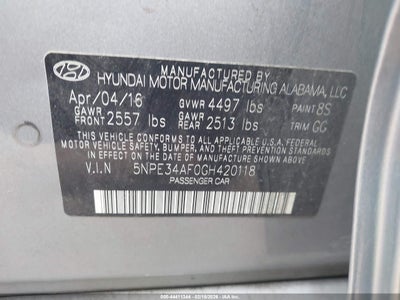 MANUFACTURED BY
HYUNDAI MOTOR MANUFACTURING ALABAMA, LLC
Apr/04/16 GVWR 4497 lbs PAINT 8S
GAWR FRONT 2557 lbs GAWR REAR 2513 lbs TRIM GG
THIS VEHICLE CONFORMS TO ALL APPLICABLE U.S. FEDERAL
MOTOR VEHICLE SAFETY, BUMPER, AND THEFT PREVENTION
STANDARDS IN EFFECT ON THE DATE OF MANUFACTURE SHOWN ABOVE.
V.I.N 5NPE34AF0GH420118
PASSENGER CAR